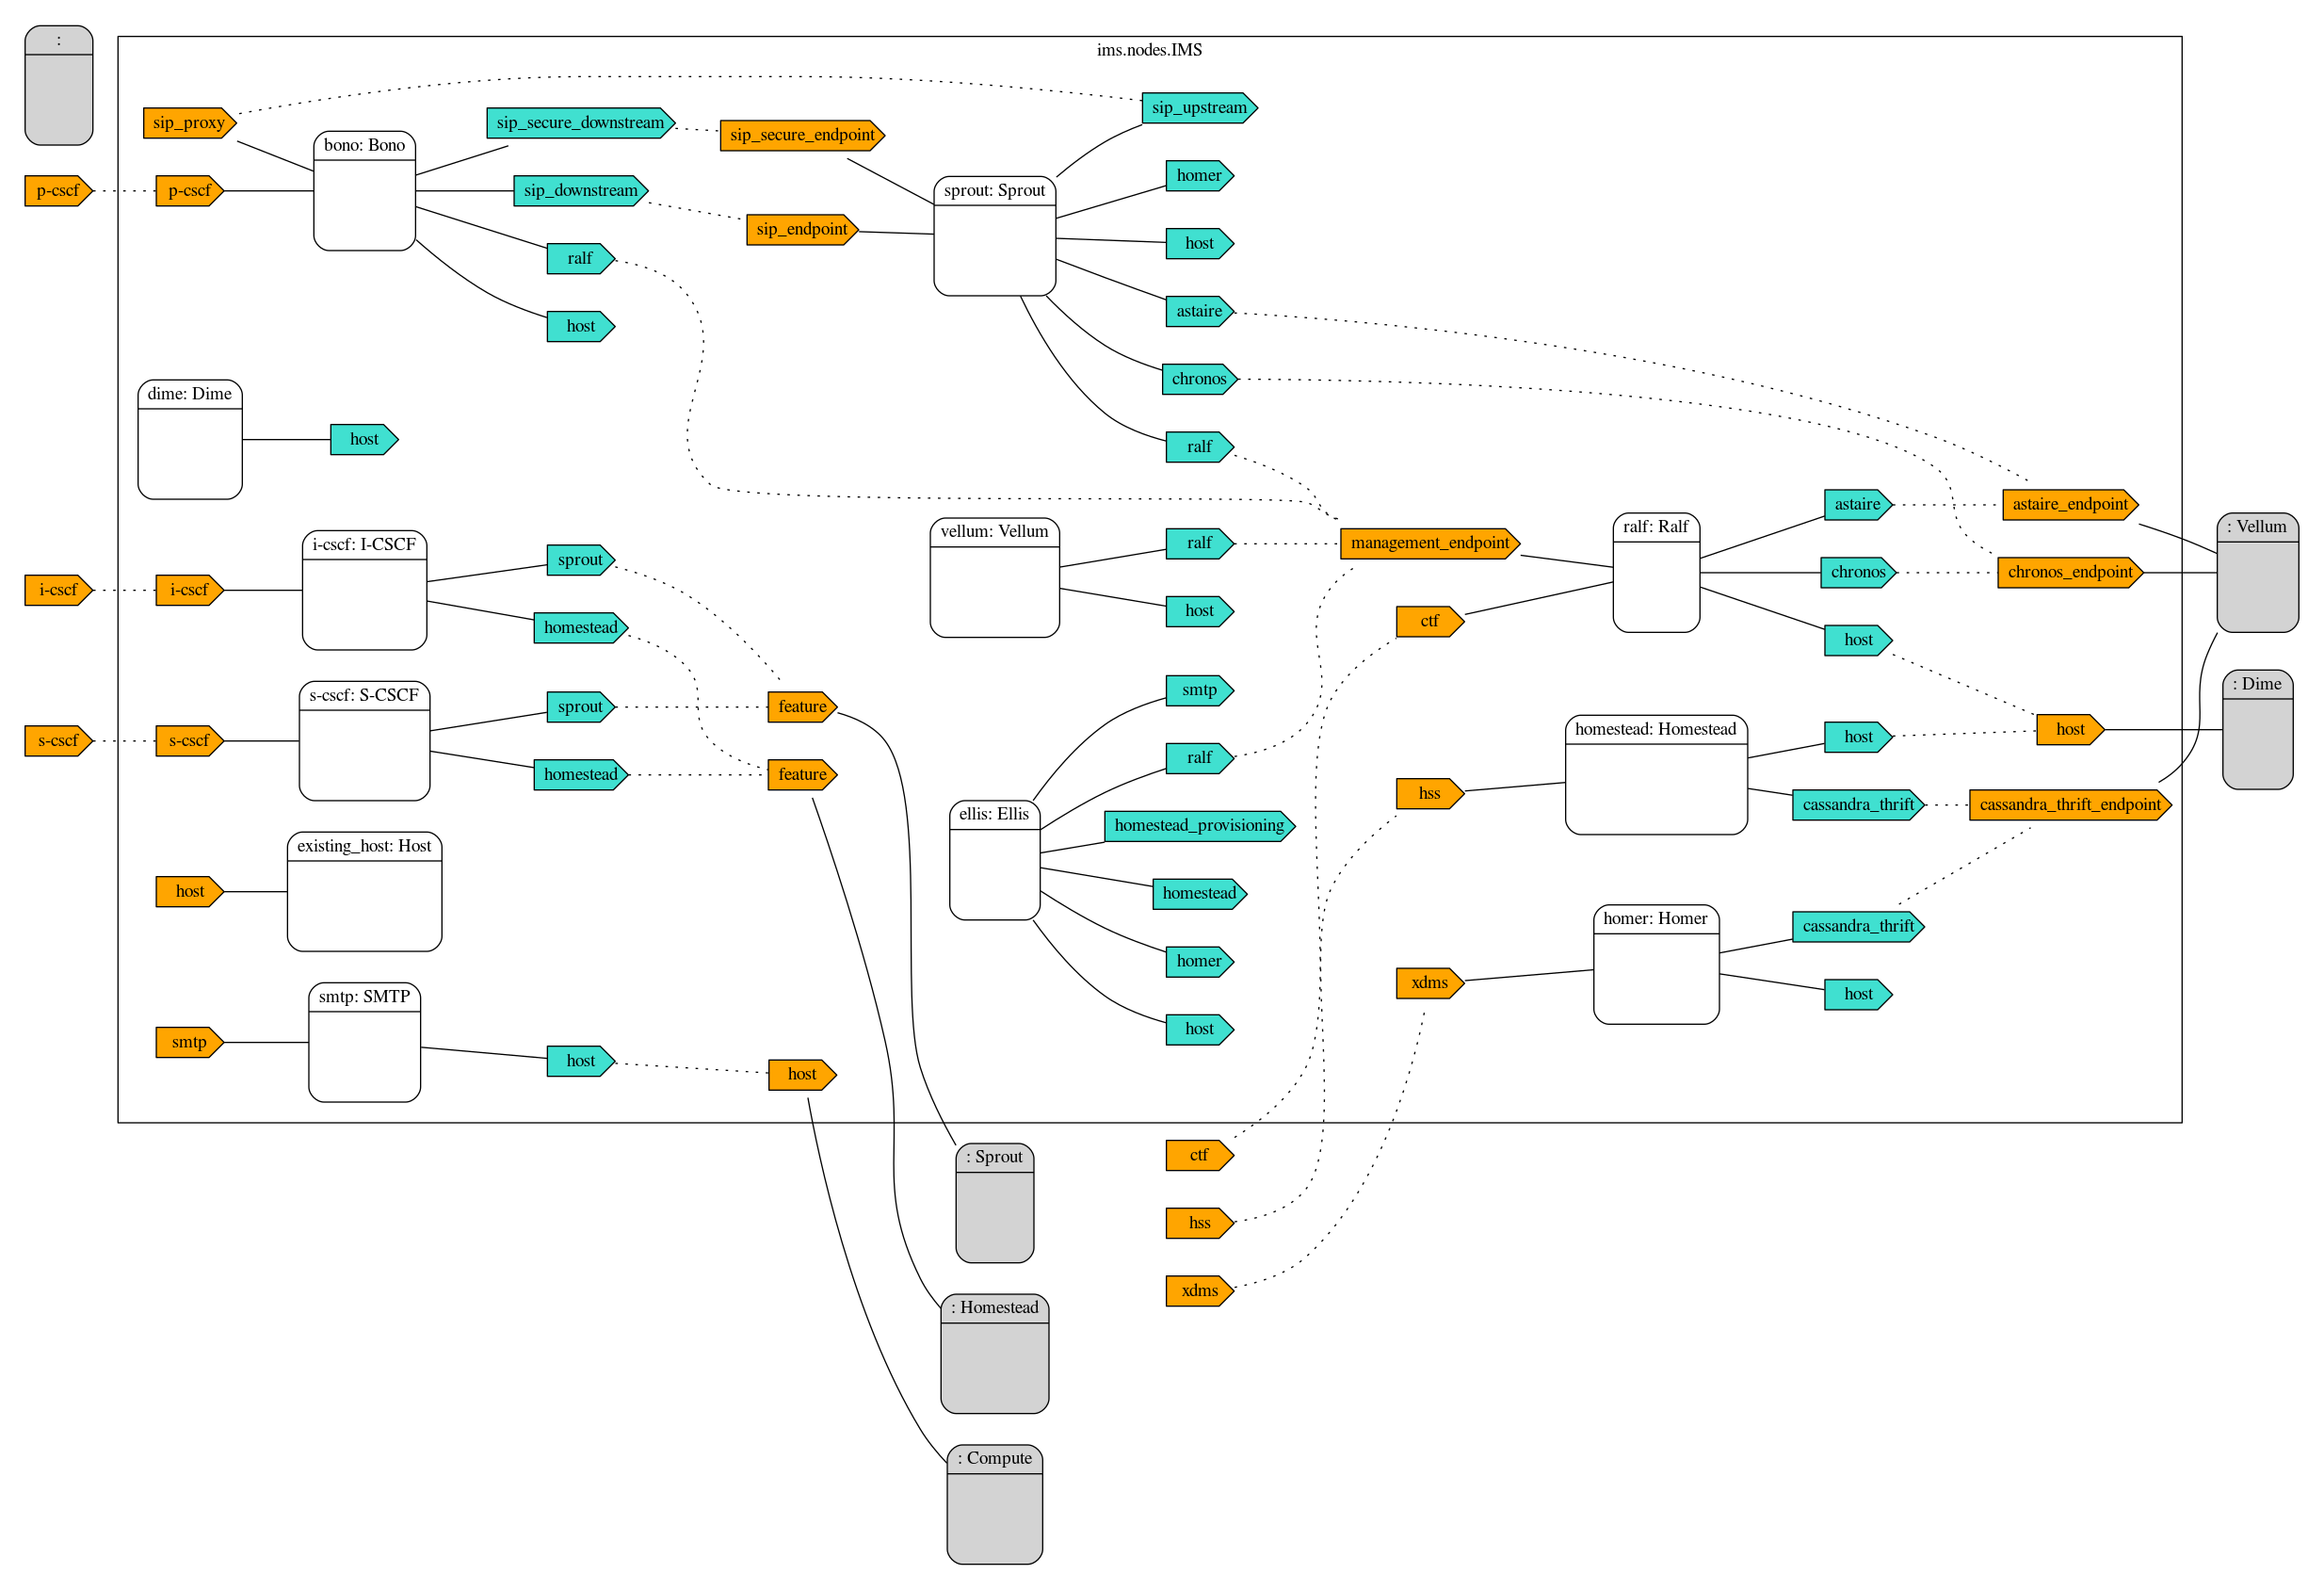 :
ims.nodes.IMS
sip_proxy
p-cscf
p-cscf
bono: Bono
sip_secure_downstream
sip_downstream
ralf
host
sip_secure_endpoint
sip_endpoint
sprout: Sprout
sip_upstream
homer
host
astaire
chronos
ralf
dime: Dime
host
i-cscf
i-cscf
i-cscf: I-CSCF
sprout
homestead
s-cscf
s-cscf
s-cscf: S-CSCF
sprout
homestead
feature
feature
host
existing_host: Host
smtp
smtp: SMTP
host
host
vellum: Vellum
ralf
host
ellis: Ellis
smtp
ralf
homestead_provisioning
homestead
homer
host
management_endpoint
ctf
ralf: Ralf
astaire
chronos
host
astaire_endpoint
chronos_endpoint
: Vellum
hss
homestead: Homestead
host
cassandra_thrift
host
cassandra_thrift_endpoint
: Dime
xdms
homer: Homer
cassandra_thrift
host
ctf
hss
xdms
: Sprout
: Homestead
: Compute